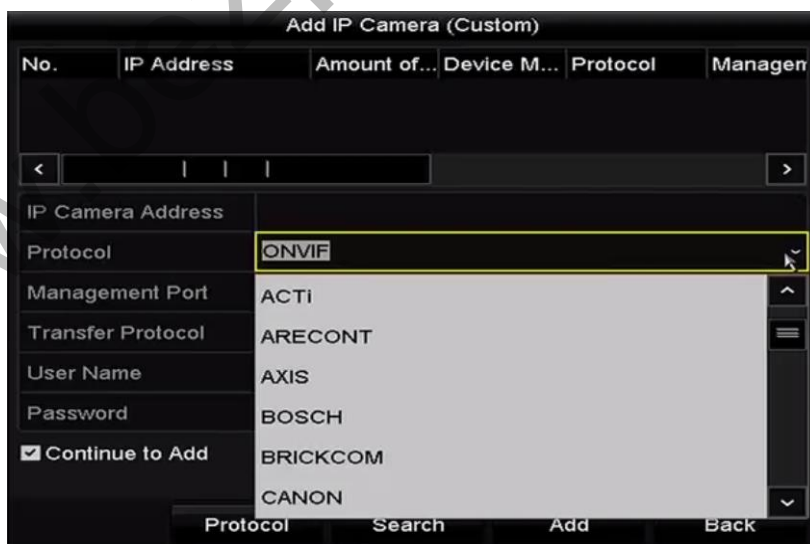 Add IP Camera (Custom)
No. IP Address Amount of... Device M... Protocol
IP Camera Address
Protocol ONVIF
Management Port
ACTi
Transfer Protocol
ARECONT
User Name
AXIS
Password
BOSCH
Continue to Add
BRICKCOM
CANON
Protocol Search Add Back